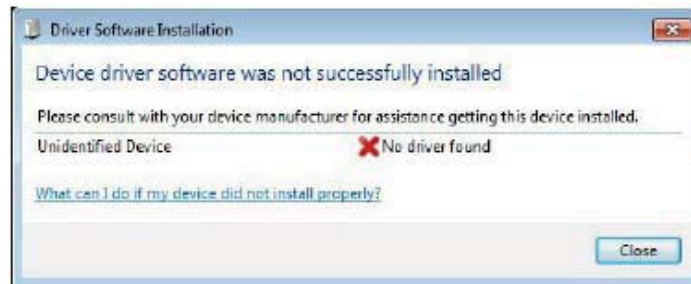 Driver Software Installation
Device driver software was not successfully installed
Please consult with your device manufacturer for assistance getting this device installed.
Unidentified Device No driver found
What can I do if my device did not install properly?
Close